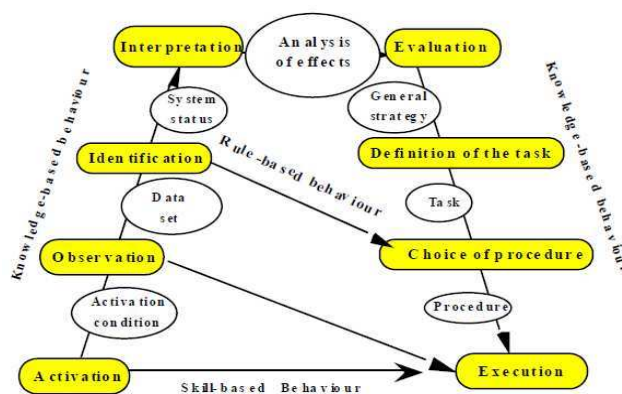 Interpretation
Analysis
of effects
Evaluation
Knowledge-based behaviour
System
status
General
strategy
Knowledge-based behaviour
Identification
Rule-based behaviour
Definition of the task
Data
set
Task
Observation
Choice of procedure
Activation
condition
Procedure
Activation
Skill-based Behaviour
Execution